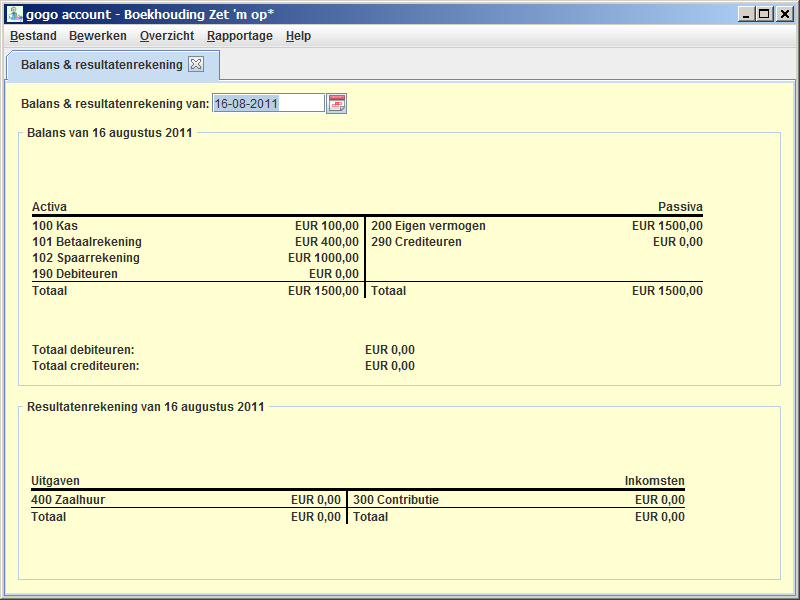 gogo account - Boekhouding Zet 'm op*
Bestand Bewerken Overzicht Rapportage Help
Balans & resultatenrekening
Balans & resultatenrekening van: 16-08-2011
Balans van 16 augustus 2011
Activa Passiva
100 Kas EUR 100,00 200 Eigen vermogen EUR 1500,00
101 Betaalrekening EUR 400,00 290 Crediteuren EUR 0,00
102 Spaarrekening EUR 1000,00
190 Debiteuren EUR 0,00
Totaal EUR 1500,00 Totaal EUR 1500,00
Totaal debiteuren: EUR 0,00
Totaal crediteuren: EUR 0,00
Resultatenrekening van 16 augustus 2011
Uitgaven Inkomsten
400 Zaalhuur EUR 0,00 300 Contributie EUR 0,00
Totaal EUR 0,00 Totaal EUR 0,00